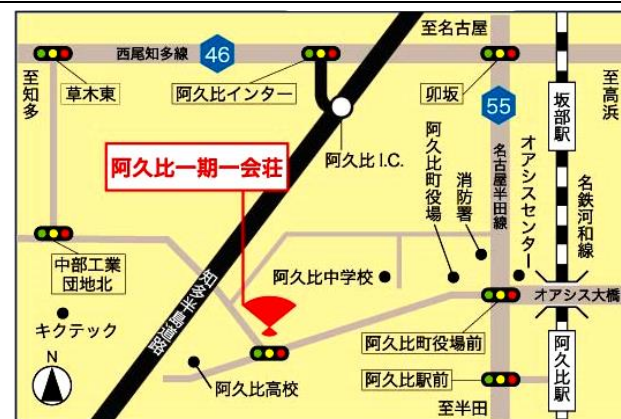 至名古屋
西尾知多線
46
至知多
草木東
阿久比インター
卯坂
至高浜
55
坂部駅
阿久比I.C.
阿久比一期一会荘
阿久比町役場
消防署
名古屋半田線
オアシスセンター
名鉄河和線
中部工業
団地北
知多半島道路
阿久比中学校
オアシス大橋
キクテック
阿久比町役場前
N
阿久比高校
阿久比駅前
阿久比駅
至半田